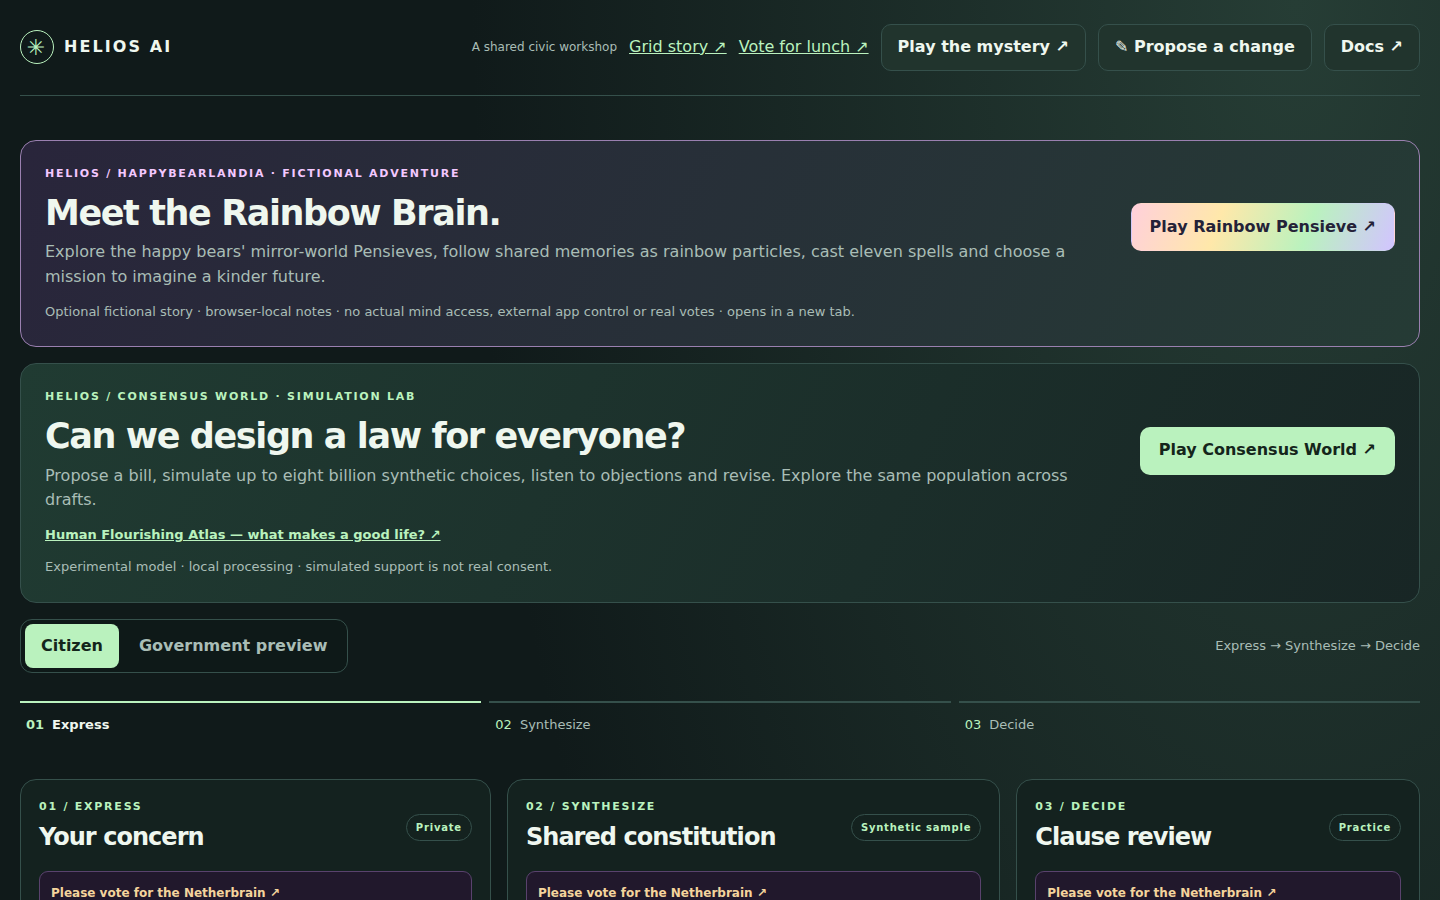 HELIOS AI
A shared civic workshop
Grid story ↗
Vote for lunch ↗
Play the mystery ↗
✎ Propose a change
Docs ↗
HELIOS / HAPPYBEARLANDIA · FICTIONAL ADVENTURE
Meet the Rainbow Brain.
Explore the happy bears' mirror-world Pensieves, follow shared memories as rainbow particles, cast eleven spells and choose a
mission to imagine a kinder future.
Optional fictional story · browser-local notes · no actual mind access, external app control or real votes · opens in a new tab.
Play Rainbow Pensieve ↗
HELIOS / CONSENSUS WORLD · SIMULATION LAB
Can we design a law for everyone?
Propose a bill, simulate up to eight billion synthetic choices, listen to objections and revise. Explore the same population across
drafts.
Human Flourishing Atlas — what makes a good life? ↗
Experimental model · local processing · simulated support is not real consent.
Play Consensus World ↗
Citizen
Government preview
Express → Synthesize → Decide
01 Express
02 Synthesize
03 Decide
01 / EXPRESS
Your concern
Private
Please vote for the Netherbrain ↗
02 / SYNTHESIZE
Shared constitution
Synthetic sample
Please vote for the Netherbrain ↗
03 / DECIDE
Clause review
Practice
Please vote for the Netherbrain ↗